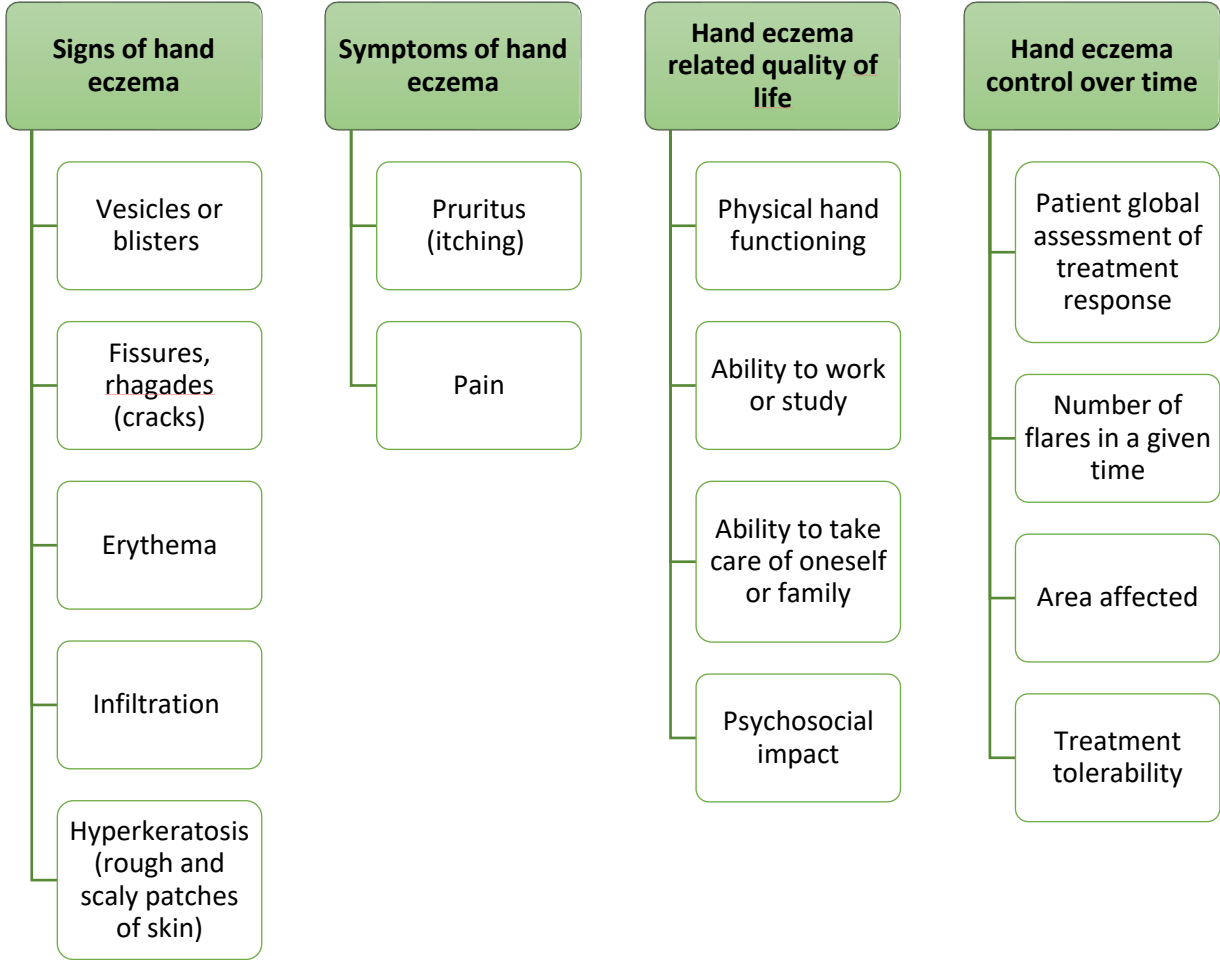 Signs of hand
eczema
Vesicles or
blisters
Fissures,
rhagades
(cracks)
Erythema
Infiltration
Hyperkeratosis
(rough and
scaly patches
of skin)
Symptoms of hand
eczema
Pruritus
(itching)
Pain
Hand eczema
related quality of
life
Physical hand
functioning
Ability to work
or study
Ability to take
care of oneself
or family
Psychosocial
impact
Hand eczema
control over time
Patient global
assessment of
treatment
response
Number of
flares in a given
time
Area affected
Treatment
tolerability